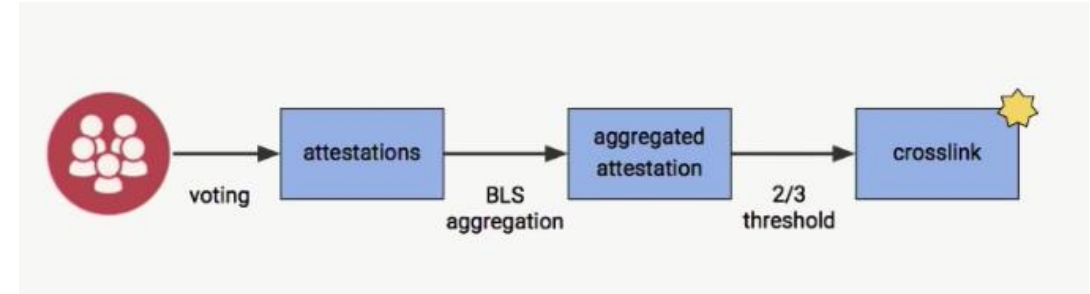 voting
attestations
BLS
aggregation
aggregated
attestation
2/3
threshold
crosslink